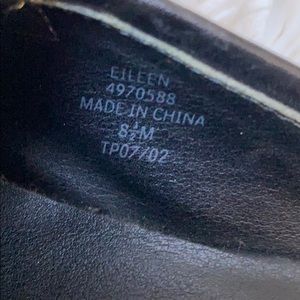 EILEEN
4970588
MADE IN CHINA
8½M
TP07/02